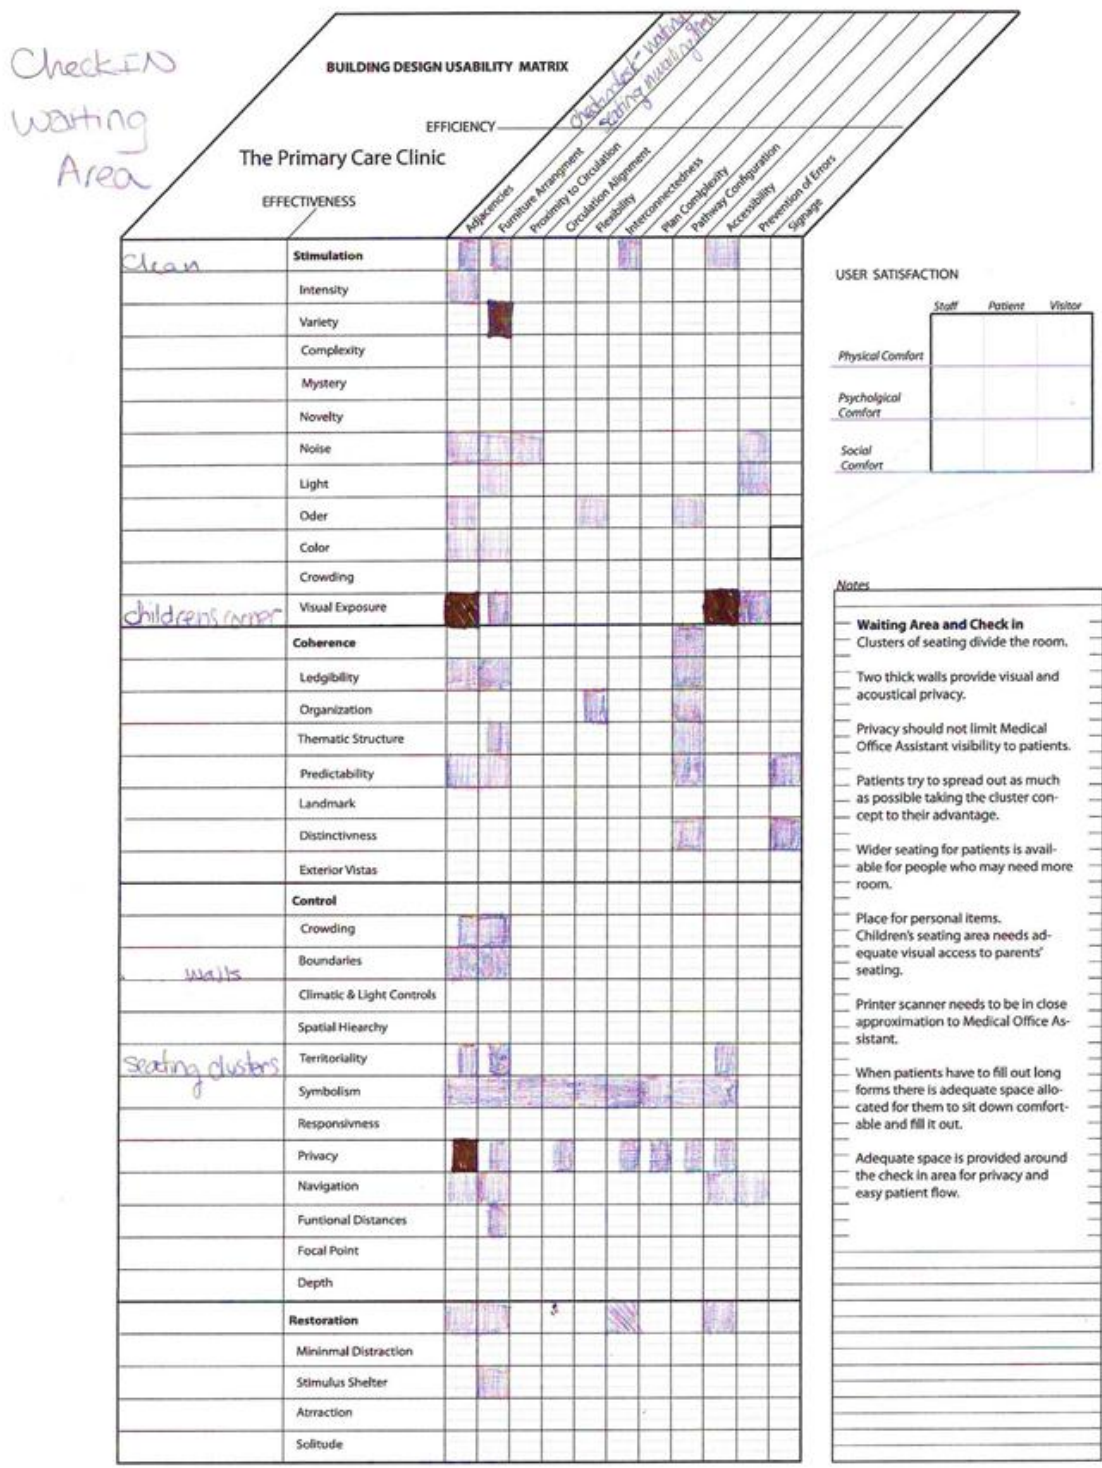 CheckIN
waiting
Area
BUILDING DESIGN USABILITY MATRIX
The Primary Care Clinic
EFFICIENCY
EFFECTIVENESS
Checkin desk - waiting
seating in waiting Area
Adjacencies
Furniture Arrangment
Proximity to Circulation
Circulation Alignment
Flexibility
Interconnectedness
Plan Complexity
Pathway Configuration
Accessibility
Prevention of Errors
Signage
Clean
Stimulation
Intensity
Variety
Complexity
Mystery
Novelty
Noise
Light
Oder
Color
Crowding
childrens corner
Visual Exposure
Coherence
Ledgibility
Organization
Thematic Structure
Predictability
Landmark
Distinctivness
Exterior Vistas
Control
Crowding
walls
Boundaries
Climatic & Light Controls
Spatial Hiearchy
seating clusters
Territoriality
Symbolism
Responsivness
Privacy
Navigation
Funtional Distances
Focal Point
Depth
Restoration
Mininmal Distraction
Stimulus Shelter
Atrraction
Solitude
USER SATISFACTION
Staff Patient Visitor
Physical Comfort
Psycholgical
Comfort
Social
Comfort
Notes
Waiting Area and Check in
Clusters of seating divide the room.
Two thick walls provide visual and
acoustical privacy.
Privacy should not limit Medical
Office Assistant visibility to patients.
Patients try to spread out as much
as possible taking the cluster con-
cept to their advantage.
Wider seating for patients is avail-
able for people who may need more
room.
Place for personal items.
Children's seating area needs ad-
equate visual access to parents'
seating.
Printer scanner needs to be in close
approximation to Medical Office As-
sistant.
When patients have to fill out long
forms there is adequate space allo-
cated for them to sit down comfort-
able and fill it out.
Adequate space is provided around
the check in area for privacy and
easy patient flow.